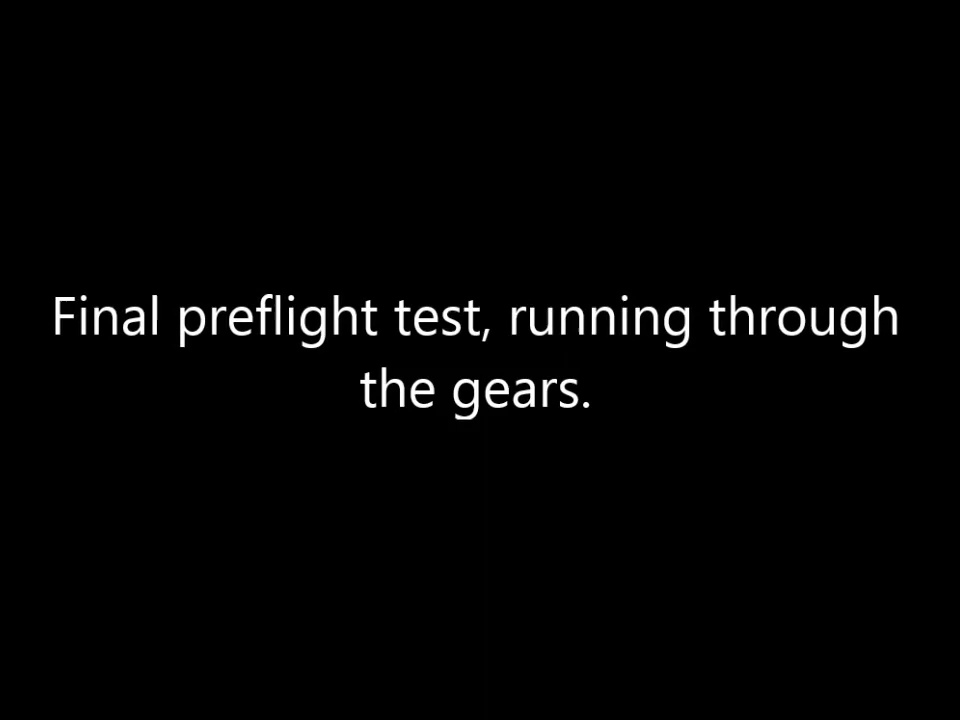 Final preflight test, running through
the gears.